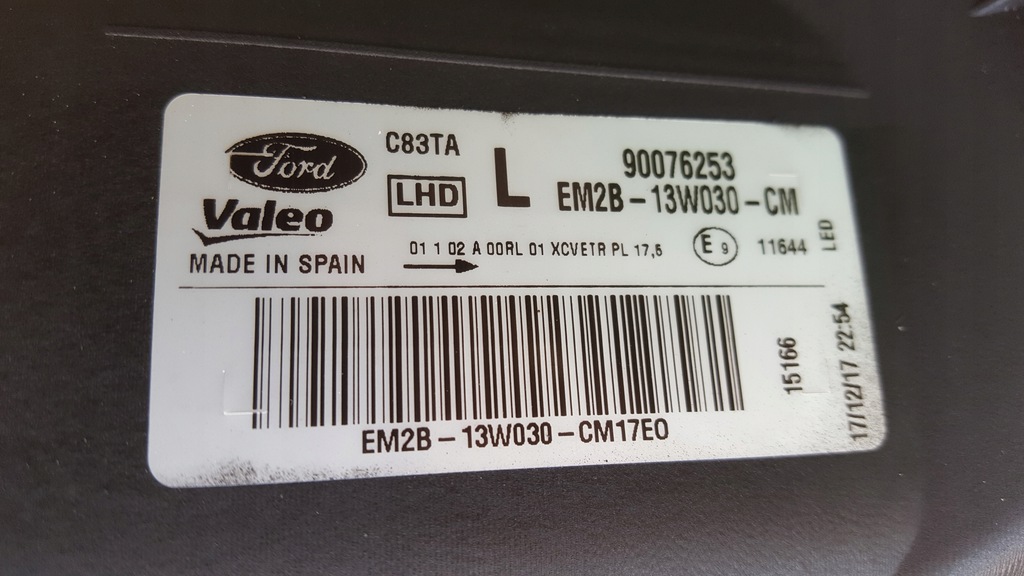 Ford
Valeo
MADE IN SPAIN
C83TA
LHD
L
90076253
EM2B-13W030-CM
01 1 02 A 00RL 01 XCVETR PL 17,5
E9
11644
LED
15166
17/12/17 22:54
EM2B-13W030-CM17EO